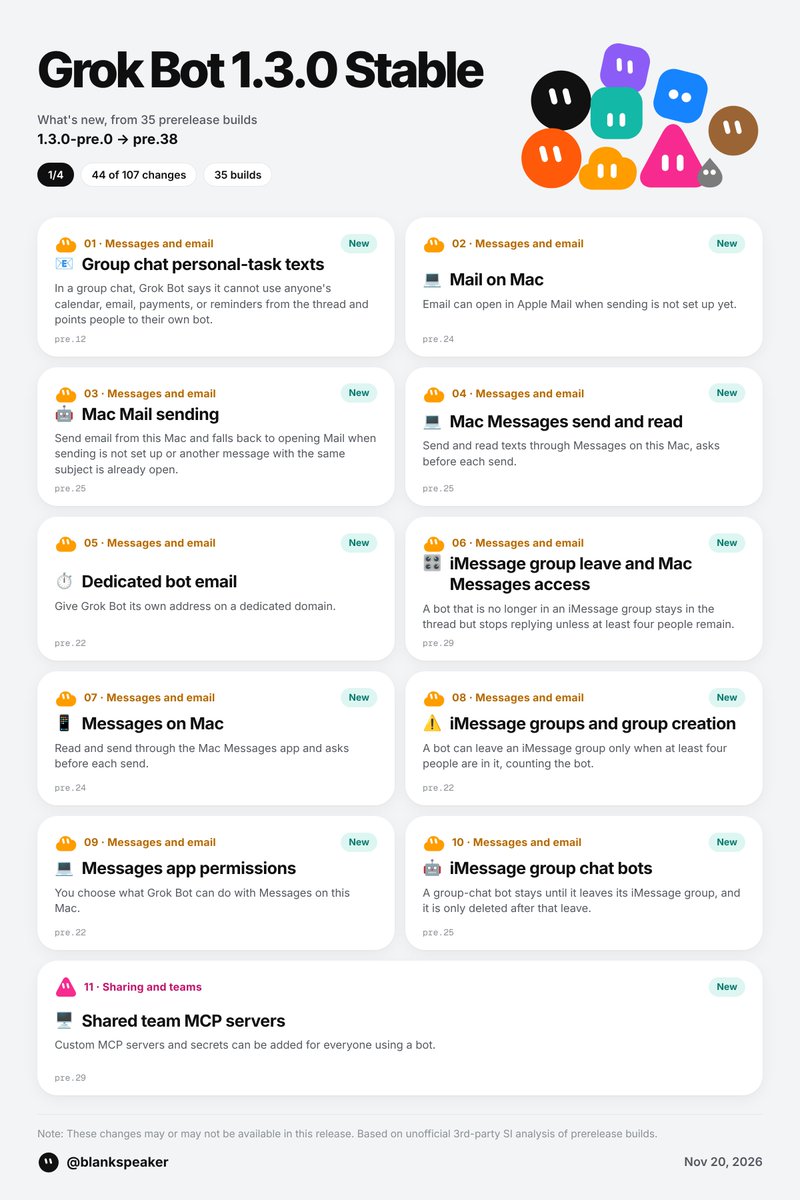 Grok Bot 1.3.0 Stable
What's new, from 35 prerelease builds
1.3.0-pre.0 → pre.38
1/4
44 of 107 changes
35 builds
01 · Messages and email
New
📧 Group chat personal-task texts
In a group chat, Grok Bot says it cannot use anyone's
calendar, email, payments, or reminders from the thread and
points people to their own bot.
pre.12
02 · Messages and email
New
💻 Mail on Mac
Email can open in Apple Mail when sending is not set up yet.
pre.24
03 · Messages and email
New
🤖 Mac Mail sending
Send email from this Mac and falls back to opening Mail when
sending is not set up or another message with the same
subject is already open.
pre.25
04 · Messages and email
New
💻 Mac Messages send and read
Send and read texts through Messages on this Mac, asks
before each send.
pre.25
05 · Messages and email
New
⏱️ Dedicated bot email
Give Grok Bot its own address on a dedicated domain.
pre.22
06 · Messages and email
New
🎛️ iMessage group leave and Mac
Messages access
A bot that is no longer in an iMessage group stays in the
thread but stops replying unless at least four people remain.
pre.29
07 · Messages and email
New
📱 Messages on Mac
Read and send through the Mac Messages app and asks
before each send.
pre.24
08 · Messages and email
New
⚠️ iMessage groups and group creation
A bot can leave an iMessage group only when at least four
people are in it, counting the bot.
pre.22
09 · Messages and email
New
💻 Messages app permissions
You choose what Grok Bot can do with Messages on this
Mac.
pre.22
10 · Messages and email
New
🤖 iMessage group chat bots
A group-chat bot stays until it leaves its iMessage group, and
it is only deleted after that leave.
pre.25
11 · Sharing and teams
New
🖥️ Shared team MCP servers
Custom MCP servers and secrets can be added for everyone using a bot.
pre.29
Note: These changes may or may not be available in this release. Based on unofficial 3rd-party SI analysis of prerelease builds.
@blankspeaker
Nov 20, 2026